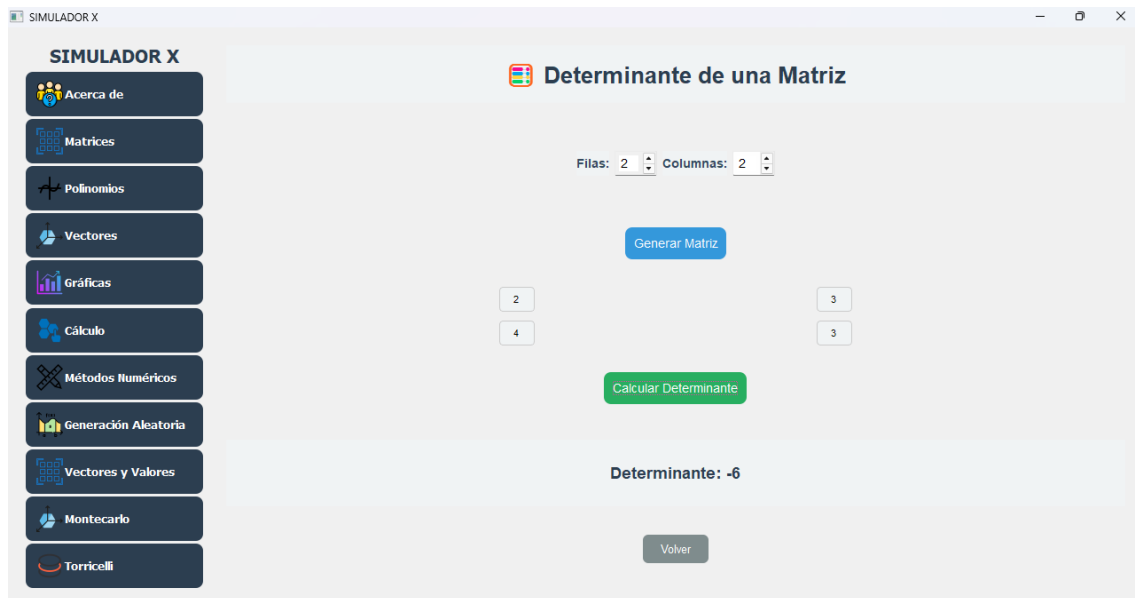 SIMULADOR X
SIMULADOR X
Acerca de
Matrices
Polinomios
Vectores
Gráficas
Cálculo
Métodos Numéricos
Generación Aleatoria
Vectores y Valores
Montecarlo
Torricelli
Determinante de una Matriz
Filas: 2 Columnas: 2
Generar Matriz
2 3
4 3
Calcular Determinante
Determinante: -6
Volver